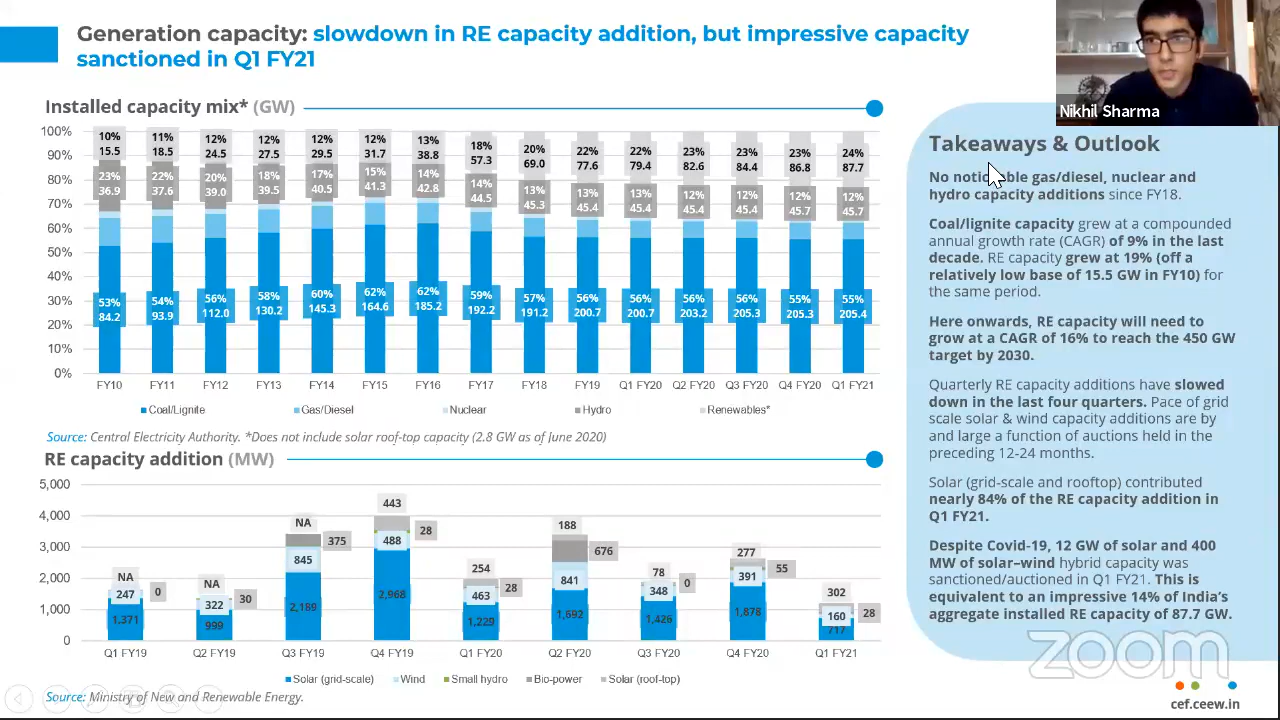 Generation capacity: slowdown in RE capacity addition, but impressive capacity
sanctioned in Q1 FY21
Nikhil Sharma
Installed capacity mix* (GW)
100%
90%
80%
70%
60%
50%
40%
30%
20%
10%
0%
10% 11% 12% 12% 12% 12% 13% 18% 20% 22% 22% 23% 23% 23% 24%
15.5 18.5 24.5 27.5 29.5 31.7 38.8 57.3 69.0 77.6 79.4 82.6 84.4 86.8 87.7
23% 22% 20% 18% 17% 15% 14% 14% 13% 13% 13% 12% 12% 12% 12%
36.9 37.6 39.0 39.5 40.5 41.3 42.8 44.5 45.3 45.4 45.4 45.4 45.4 45.7 45.7
53% 54% 56% 58% 60% 62% 62% 59% 57% 56% 56% 56% 56% 55% 55%
84.2 93.9 112.0 130.2 145.3 164.6 185.2 192.2 191.2 200.7 200.7 203.2 205.3 205.3 205.4
FY10 FY11 FY12 FY13 FY14 FY15 FY16 FY17 FY18 FY19 Q1 FY20 Q2 FY20 Q3 FY20 Q4 FY20 Q1 FY21
Coal/Lignite Gas/Diesel Nuclear Hydro Renewables*
Source: Central Electricity Authority. *Does not include solar roof-top capacity (2.8 GW as of June 2020)
RE capacity addition (MW)
5,000
4,000
3,000
2,000
1,000
0
NA NA NA 443 254 188 78 277 302
0 30 375 28 28 676 0 55 28
247 322 845 488 463 841 348 391 160
1,371 999 2,189 2,968 1,229 1,692 1,426 1,878 717
Q1 FY19 Q2 FY19 Q3 FY19 Q4 FY19 Q1 FY20 Q2 FY20 Q3 FY20 Q4 FY20 Q1 FY21
Solar (grid-scale) Wind Small hydro Bio-power Solar (roof-top)
Source: Ministry of New and Renewable Energy.
Takeaways & Outlook
No noticable gas/diesel, nuclear and
hydro capacity additions since FY18.
Coal/lignite capacity grew at a compounded
annual growth rate (CAGR) of 9% in the last
decade. RE capacity grew at 19% (off a
relatively low base of 15.5 GW in FY10) for
the same period.
Here onwards, RE capacity will need to
grow at a CAGR of 16% to reach the 450 GW
target by 2030.
Quarterly RE capacity additions have slowed
down in the last four quarters. Pace of grid
scale solar & wind capacity additions are by
and large a function of auctions held in the
preceding 12-24 months.
Solar (grid-scale and rooftop) contributed
nearly 84% of the RE capacity addition in
Q1 FY21.
Despite Covid-19, 12 GW of solar and 400
MW of solar–wind hybrid capacity was
sanctioned/auctioned in Q1 FY21. This is
equivalent to an impressive 14% of India's
aggregate installed RE capacity of 87.7 GW.
zoom
cef.ceew.in